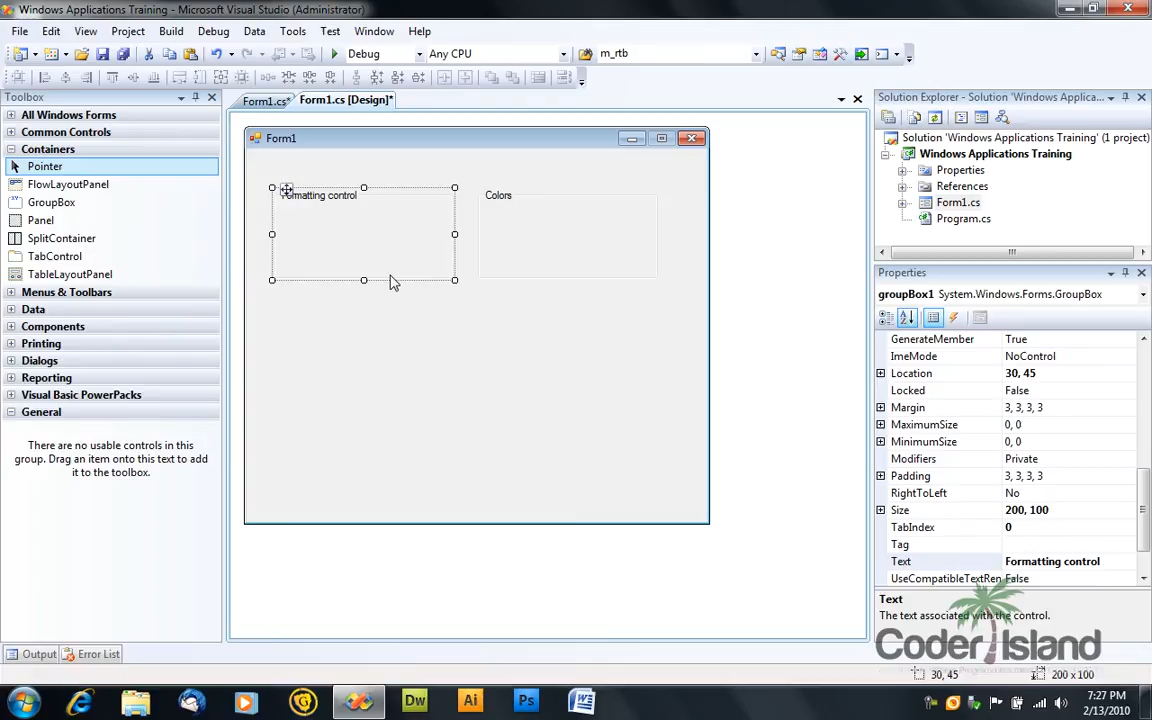 Windows Applications Training - Microsoft Visual Studio (Administrator)
File Edit View Project Build Debug Data Tools Test Window Help
Debug Any CPU m_rtb
Toolbox
All Windows Forms
Common Controls
Containers
Pointer
FlowLayoutPanel
GroupBox
Panel
SplitContainer
TabControl
TableLayoutPanel
Menus & Toolbars
Data
Components
Printing
Dialogs
Reporting
Visual Basic PowerPacks
General
There are no usable controls in this
group. Drag an item onto this text to add
it to the toolbox.
Output Error List
Form1.cs* Form1.cs [Design]*
Form1
Formatting control Colors
Solution Explorer - Solution 'Windows Applica...
Solution 'Windows Applications Training' (1 project)
Windows Applications Training
Properties
References
Form1.cs
Program.cs
Properties
groupBox1 System.Windows.Forms.GroupBox
GenerateMember True
ImeMode NoControl
Location 30, 45
Locked False
Margin 3, 3, 3, 3
MaximumSize 0, 0
MinimumSize 0, 0
Modifiers Private
Padding 3, 3, 3, 3
RightToLeft No
Size 200, 100
TabIndex 0
Tag
Text Formatting control
UseCompatibleTextRen False
Text
The text associated with the control.
Coder Island
30, 45 200 x 100
Dw Ai Ps
7:27 PM
2/13/2010